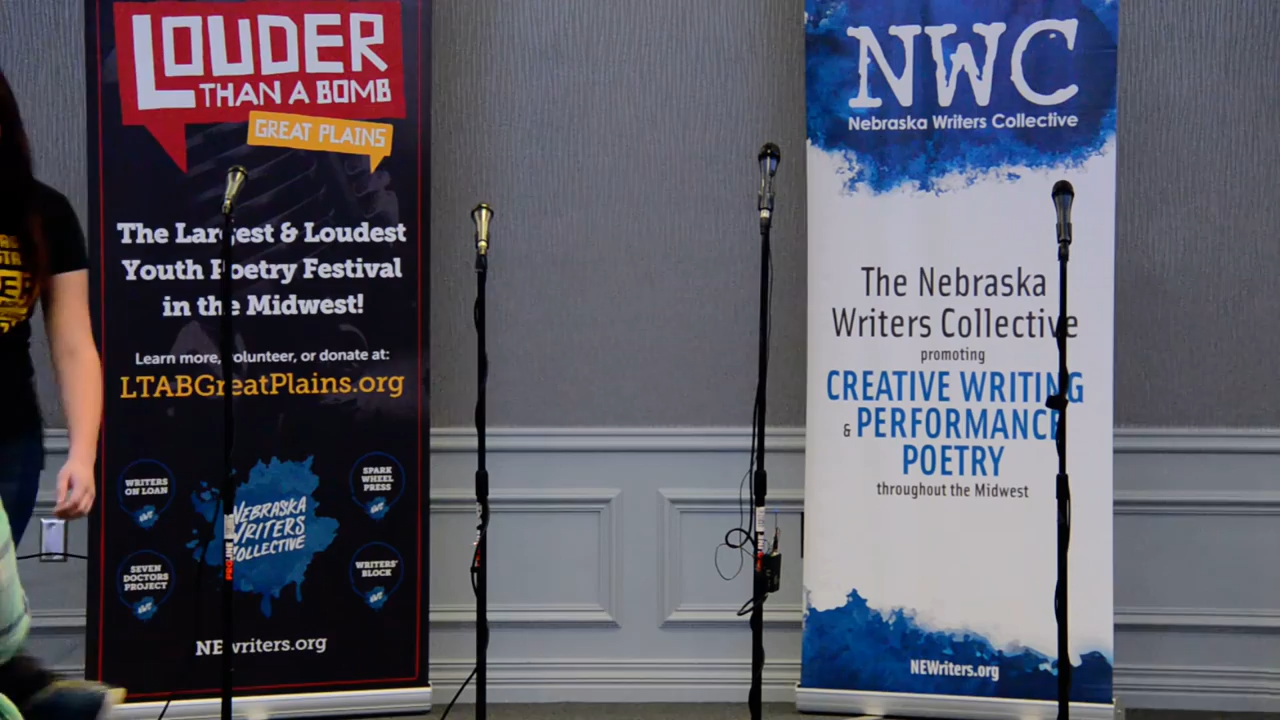 LOUDER
THAN A BOMB
GREAT PLAINS
The Largest & Loudest
Youth Poetry Festival
in the Midwest!
Learn more, volunteer, or donate at:
LTABGreatPlains.org
WRITERS
ON LOAN
SPARK
WHEEL
PRESS
NEBRASKA
WRITERS
COLLECTIVE
SEVEN
DOCTORS
PROJECT
WRITERS'
BLOCK
NEwriters.org
PROLINE
NWC
Nebraska Writers Collective
The Nebraska
Writers Collective
promoting
CREATIVE WRITING
& PERFORMANCE
POETRY
throughout the Midwest
NEWriters.org